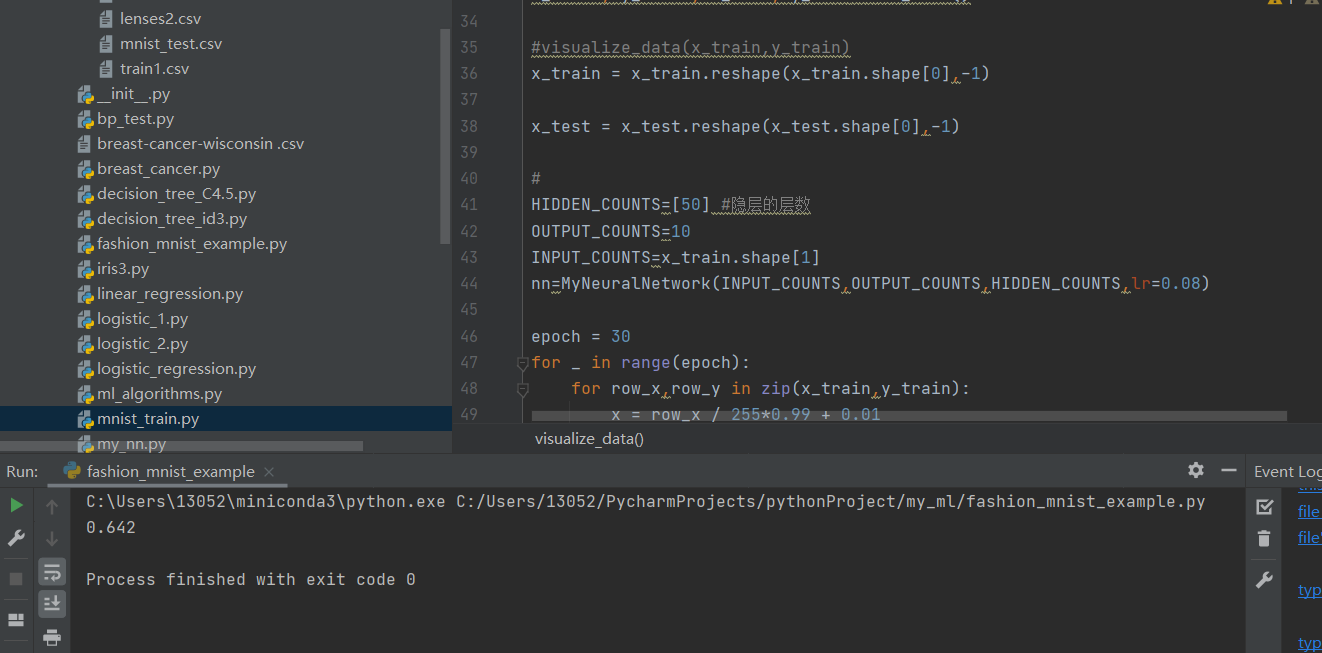 lenses2.csv
mnist_test.csv
train1.csv
__init__.py
bp_test.py
breast-cancer-wisconsin .csv
breast_cancer.py
decision_tree_C4.5.py
decision_tree_id3.py
fashion_mnist_example.py
iris3.py
linear_regression.py
logistic_1.py
logistic_2.py
logistic_regression.py
ml_algorithms.py
mnist_train.py
my_nn.py
34
35 #visualize_data(x_train,y_train)
36 x_train = x_train.reshape(x_train.shape[0],-1)
37
38 x_test = x_test.reshape(x_test.shape[0],-1)
39
40 #
41 HIDDEN_COUNTS=[50] #隐层的层数
42 OUTPUT_COUNTS=10
43 INPUT_COUNTS=x_train.shape[1]
44 nn=MyNeuralNetwork(INPUT_COUNTS,OUTPUT_COUNTS,HIDDEN_COUNTS,lr=0.08)
45
46 epoch = 30
47 for _ in range(epoch):
48 for row_x,row_y in zip(x_train,y_train):
49 x = row_x / 255*0.99 + 0.01
visualize_data()
Run: fashion_mnist_example
Event Log
C:\Users\13052\miniconda3\python.exe C:/Users/13052/PycharmProjects/pythonProject/my_ml/fashion_mnist_example.py
0.642
Process finished with exit code 0
file
file
typ
typ